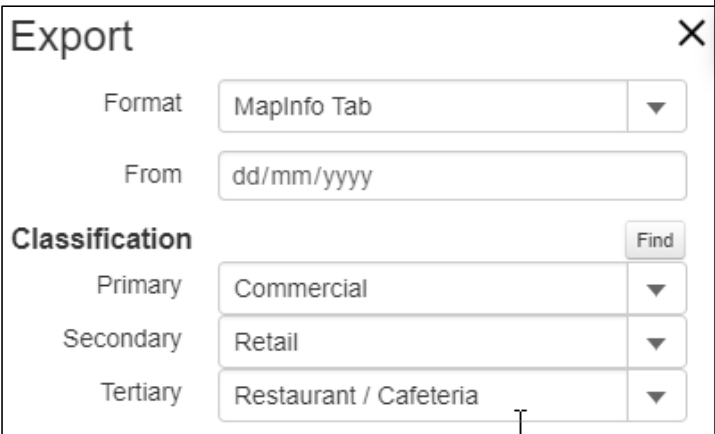 Export
Format MapInfo Tab
From dd/mm/yyyy
Classification Find
Primary Commercial
Secondary Retail
Tertiary Restaurant / Cafeteria